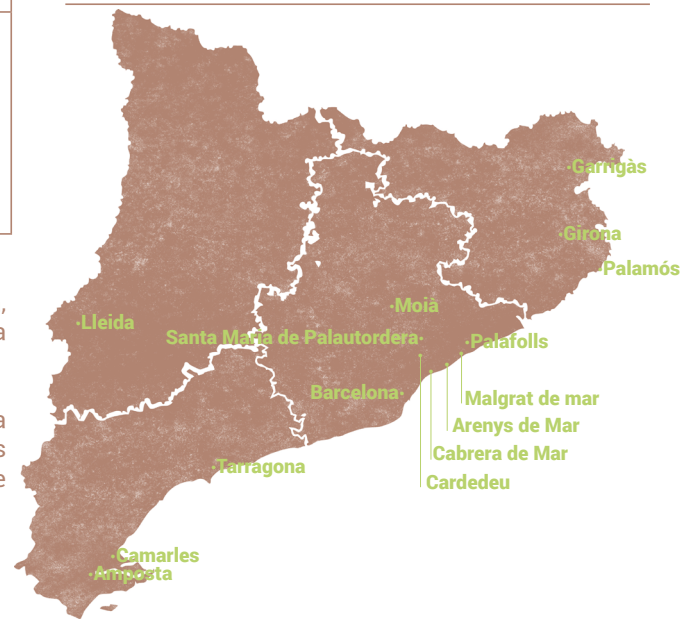 Garrigàs
Girona
Palamós
Moià
Lleida
Santa Maria de Palautordera
Palafolls
Barcelona
Malgrat de mar
Arenys de Mar
Cabrera de Mar
Cardedeu
Tarragona
Camarles
Amposta
,
a
a
s
e